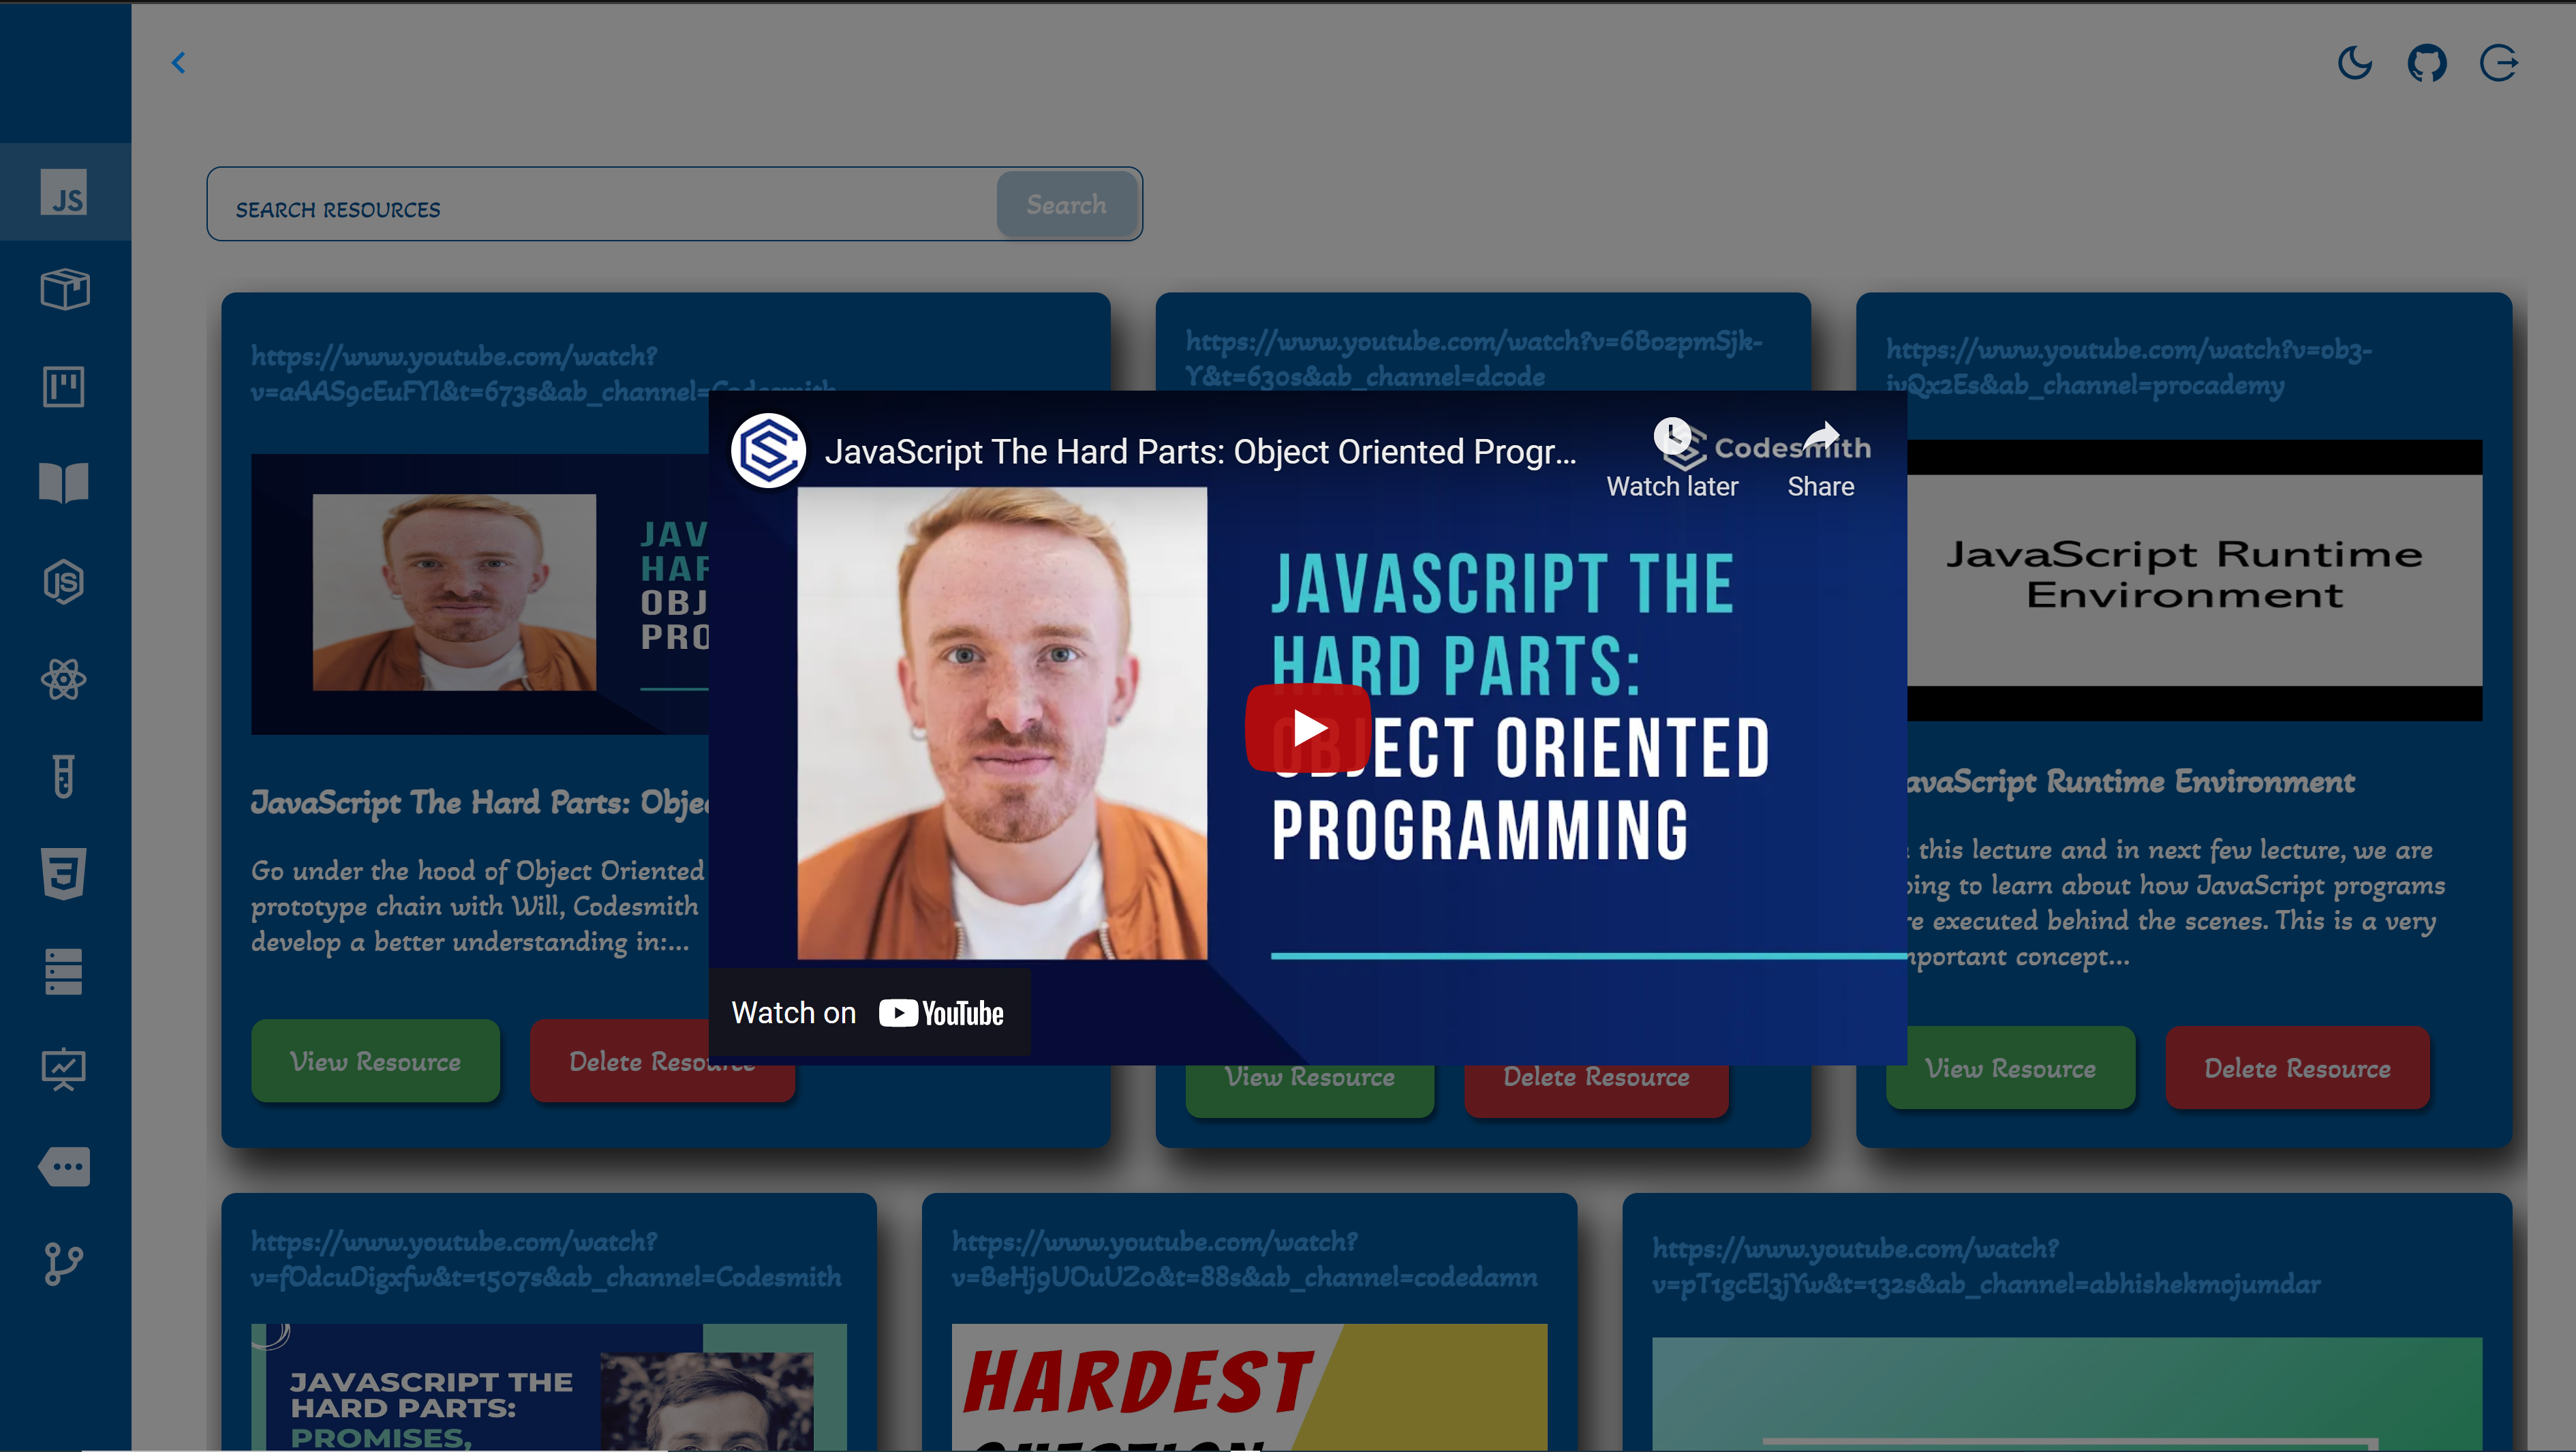 JS
SEARCH RESOURCES
Search
https://www.youtube.com/watch?
v=aAAS9cEuFYI&t=673s&ab_channel=Codesmith
JAV
HAR
OBJ
PRO
JavaScript The Hard Parts: Objec
Go under the hood of Object Oriented
prototype chain with Will, Codesmith
develop a better understanding in:...
View Resource
Delete Resource
https://www.youtube.com/watch?v=6BozpmSjk-
Y&t=630s&ab_channel=dcode
View Resource
Delete Resource
https://www.youtube.com/watch?v=ob3-
ivQx2Es&ab_channel=procademy
JavaScript Runtime
Environment
avaScript Runtime Environment
this lecture and in next few lecture, we are
oing to learn about how JavaScript programs
re executed behind the scenes. This is a very
mportant concept...
View Resource
Delete Resource
JavaScript The Hard Parts: Object Oriented Progr...
Codesmith
Watch later
Share
JAVASCRIPT THE
HARD PARTS:
OBJECT ORIENTED
PROGRAMMING
Watch on YouTube
JS
3
https://www.youtube.com/watch?
v=fOdcuDigxfw&t=1507s&ab_channel=Codesmith
JAVASCRIPT THE
HARD PARTS:
PROMISES,
https://www.youtube.com/watch?
v=BeHj9UOuUZo&t=88s&ab_channel=codedamn
HARDEST
QUESTION
https://www.youtube.com/watch?
v=pT1gcEl3jYw&t=132s&ab_channel=abhishekmojumdar